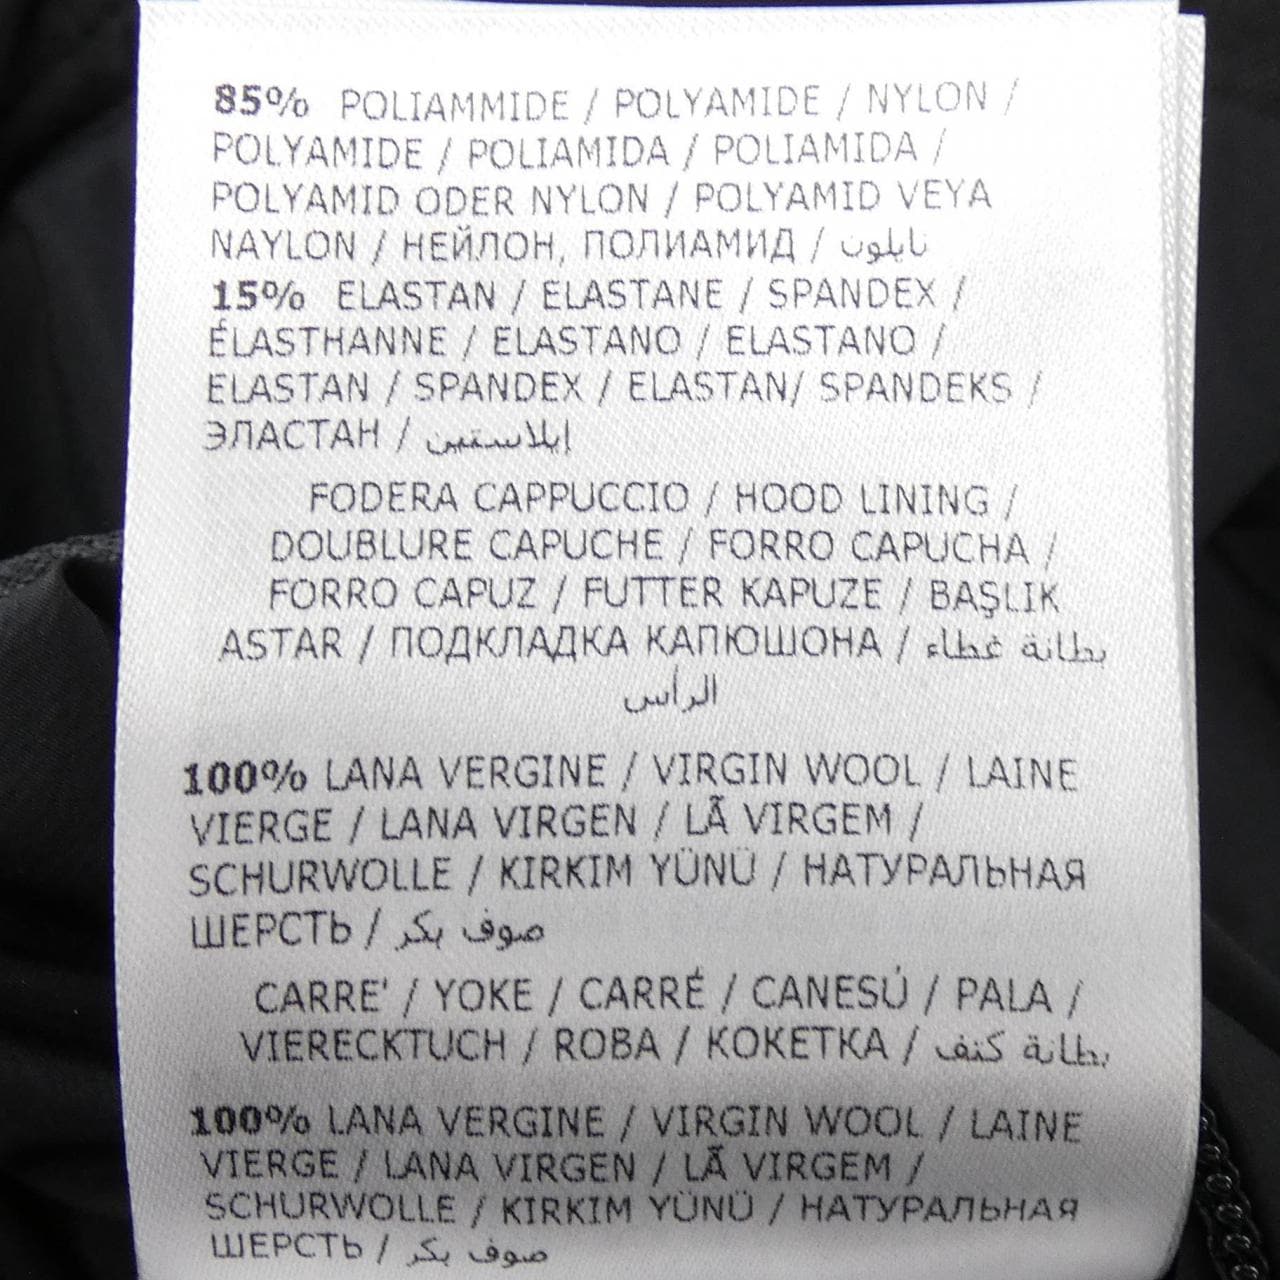 85% POLIAMMIDE / POLYAMIDE / NYLON /
POLYAMIDE / POLIAMIDA / POLIAMIDA /
POLYAMID ODER NYLON / POLYAMID VEYA
NAYLON / НЕЙЛОН, ПОЛИАМИД / نايلون
15% ELASTAN / ELASTANE / SPANDEX /
ÉLASTHANNE / ELASTANO / ELASTANO /
ELASTAN / SPANDEX / ELASTAN/ SPANDEKS /
ЭЛАСТАН / إيلاستين
FODERA CAPPUCCIO / HOOD LINING /
DOUBLURE CAPUCHE / FORRO CAPUCHA /
FORRO CAPUZ / FUTTER KAPUZE / BAŞLIK
ASTAR / ПОДКЛАДКА КАПЮШОНА / بطانة غطاء
الرأس
100% LANA VERGINE / VIRGIN WOOL / LAINE
VIERGE / LANA VIRGEN / LÃ VIRGEM /
SCHURWOLLE / KIRKIM YÜNÜ / НАТУРАЛЬНАЯ
ШЕРСТЬ / صوف بكر
CARRE' / YOKE / CARRÉ / CANESÚ / PALA /
VIERECKTUCH / ROBA / КОКЕТКА / بطانة كتف
100% LANA VERGINE / VIRGIN WOOL / LAINE
VIERGE / LANA VIRGEN / LÃ VIRGEM /
SCHURWOLLE / KIRKIM YÜNÜ / НАТУРАЛЬНАЯ
ШЕРСТЬ / صوف بكر